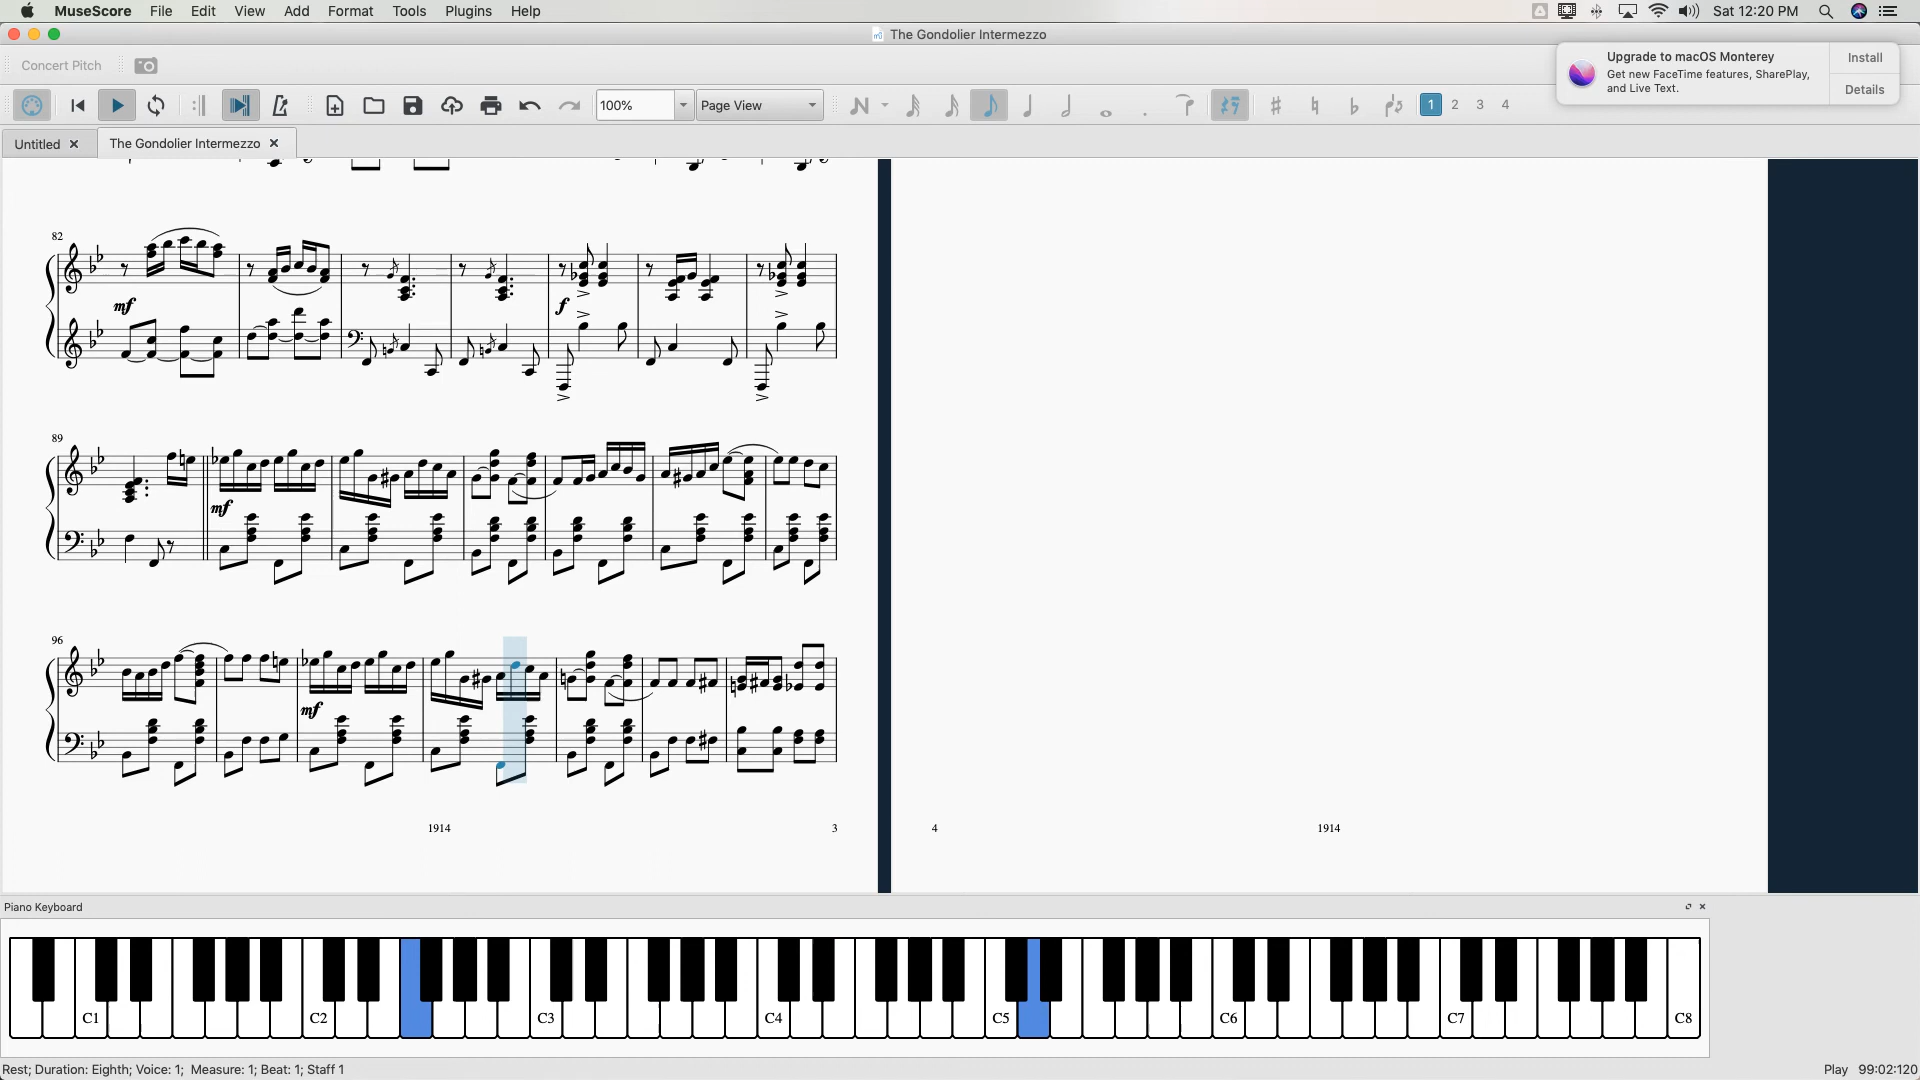 MuseScore File Edit View Add Format Tools Plugins Help Sat 12:20 PM
The Gondolier Intermezzo
Concert Pitch
Upgrade to macOS Monterey
Get new FaceTime features, SharePlay,
and Live Text.
Install
Details
100% Page View 1 2 3 4
Untitled The Gondolier Intermezzo
82
mf f
89
mf
96
mf
1914 3
4 1914
Piano Keyboard
C1 C2 C3 C4 C5 C6 C7 C8
Rest; Duration: Eighth; Voice: 1; Measure: 1; Beat: 1; Staff 1 Play 99:02:120